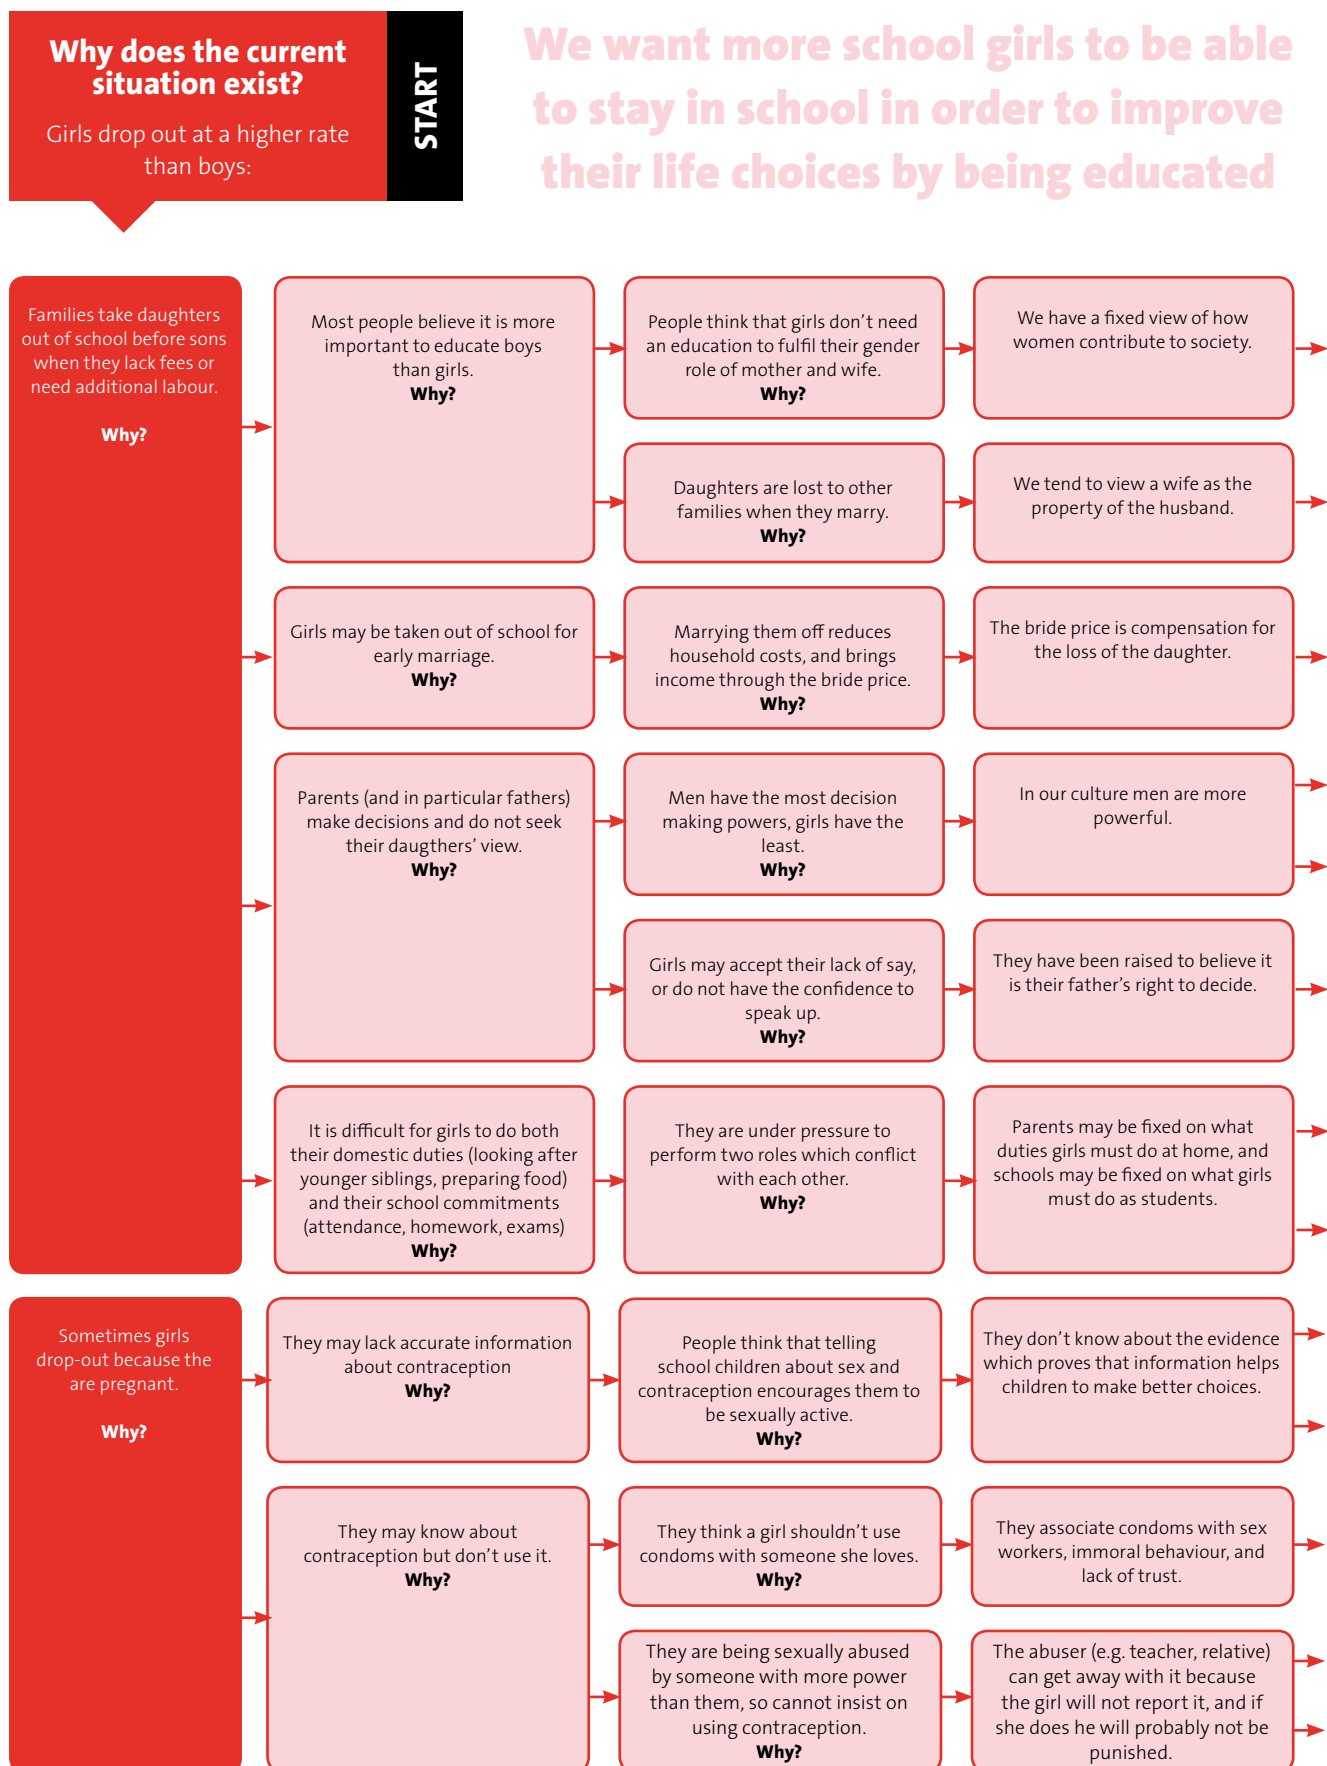 Why does the current
situation exist?
Girls drop out at a higher rate
than boys:
START
We want more school girls to be able
to stay in school in order to improve
their life choices by being educated
Families take daughters
out of school before sons
when they lack fees or
need additional labour.
Why?
Most people believe it is more
important to educate boys
than girls.
Why?
People think that girls don't need
an education to fulfil their gender
role of mother and wife.
Why?
We have a fixed view of how
women contribute to society.
Daughters are lost to other
families when they marry.
Why?
We tend to view a wife as the
property of the husband.
Girls may be taken out of school for
early marriage.
Why?
Marrying them off reduces
household costs, and brings
income through the bride price.
Why?
The bride price is compensation for
the loss of the daughter.
Parents (and in particular fathers)
make decisions and do not seek
their daugthers' view.
Why?
Men have the most decision
making powers, girls have the
least.
Why?
In our culture men are more
powerful.
Girls may accept their lack of say,
or do not have the confidence to
speak up.
Why?
They have been raised to believe it
is their father's right to decide.
It is difficult for girls to do both
their domestic duties (looking after
younger siblings, preparing food)
and their school commitments
(attendance, homework, exams)
Why?
They are under pressure to
perform two roles which conflict
with each other.
Why?
Parents may be fixed on what
duties girls must do at home, and
schools may be fixed on what girls
must do as students.
Sometimes girls
drop-out because the
are pregnant.
Why?
They may lack accurate information
about contraception
Why?
People think that telling
school children about sex and
contraception encourages them to
be sexually active.
Why?
They don't know about the evidence
which proves that information helps
children to make better choices.
They may know about
contraception but don't use it.
Why?
They think a girl shouldn't use
condoms with someone she loves.
Why?
They associate condoms with sex
workers, immoral behaviour, and
lack of trust.
They are being sexually abused
by someone with more power
than them, so cannot insist on
using contraception.
Why?
The abuser (e.g. teacher, relative)
can get away with it because
the girl will not report it, and if
she does he will probably not be
punished.